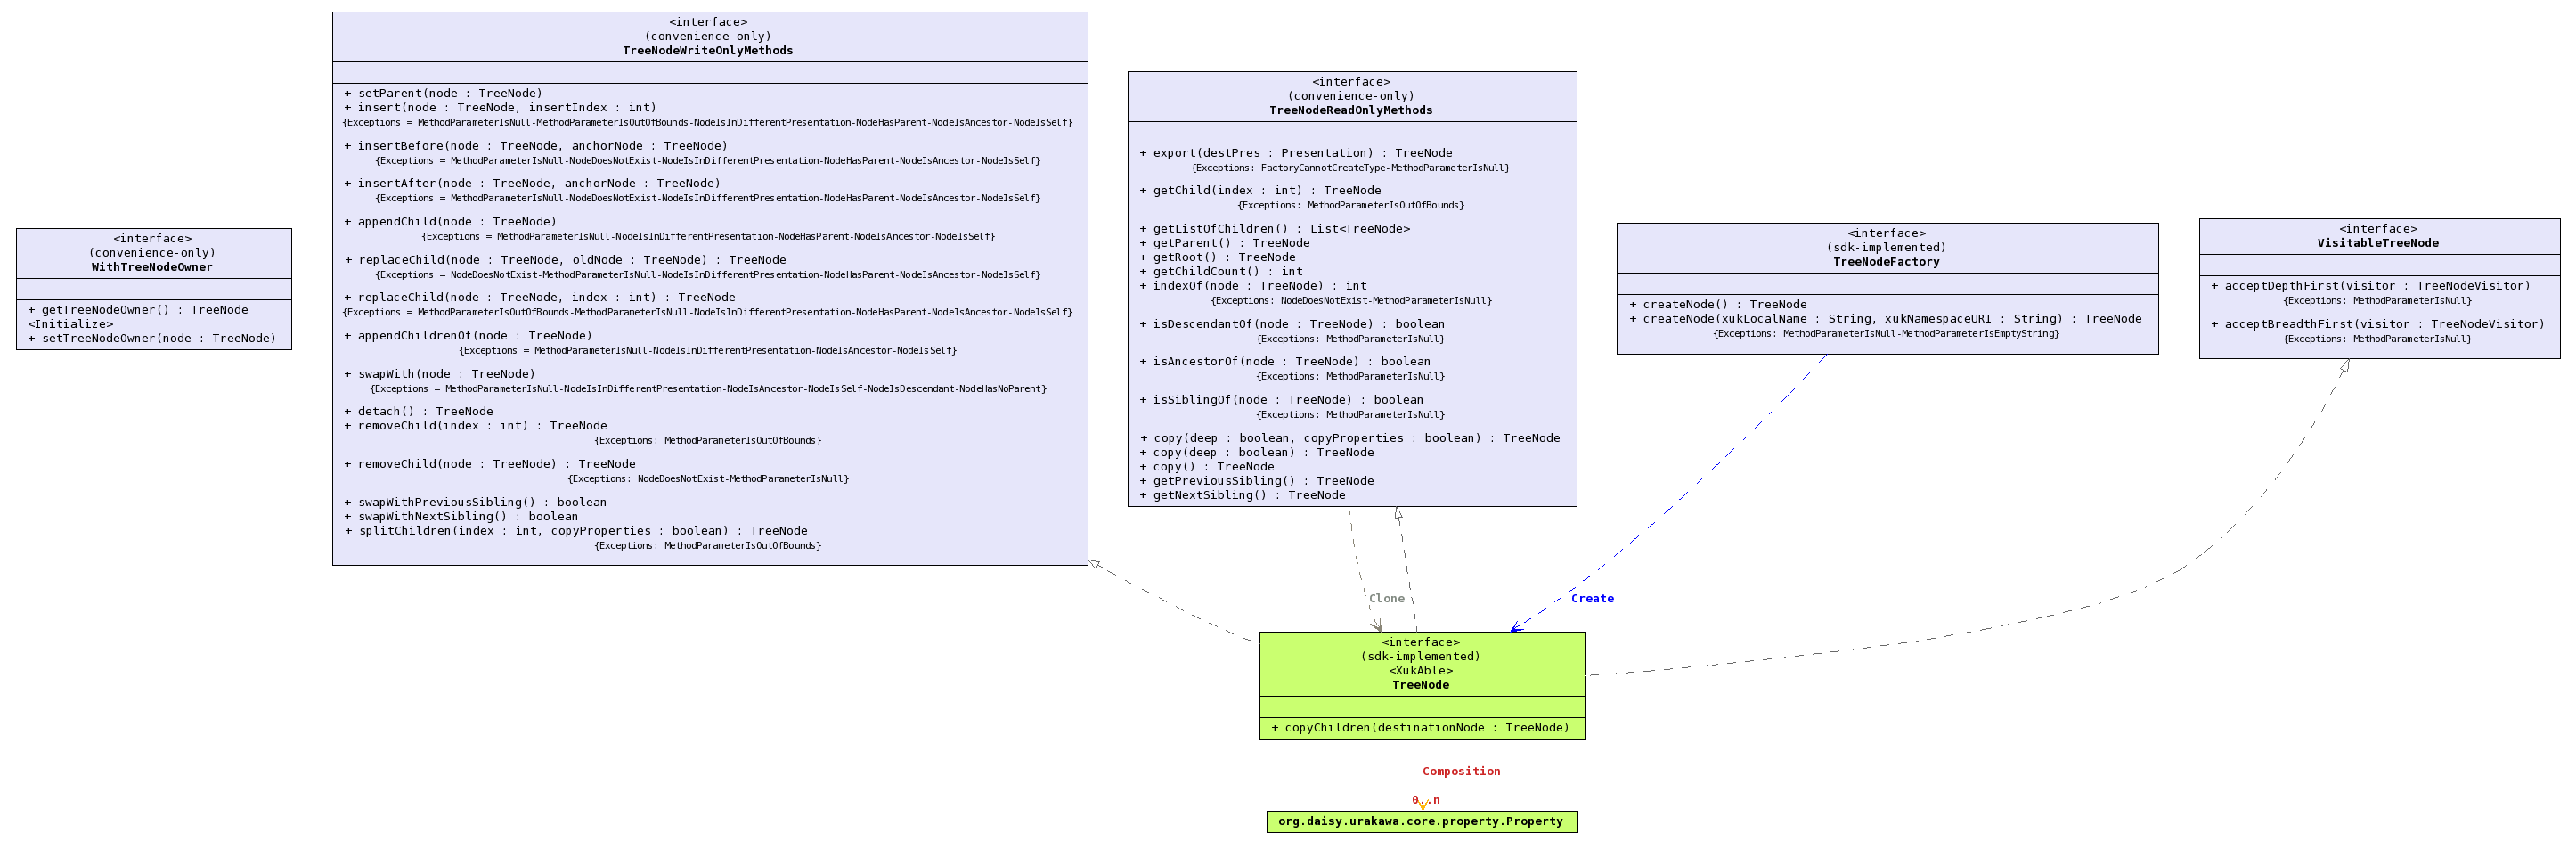 <interface>
(convenience-only)
WithTreeNodeOwner
+ getTreeNodeOwner() : TreeNode
<Initialize>
+ setTreeNodeOwner(node : TreeNode)
<interface>
(convenience-only)
TreeNodeWriteOnlyMethods
+ setParent(node : TreeNode)
+ insert(node : TreeNode, insertIndex : int)
{Exceptions = MethodParameterIsNull-MethodParameterIsOutOfBounds-NodeIsInDifferentPresentation-NodeHasParent-NodeIsAncestor-NodeIsSelf}
+ insertBefore(node : TreeNode, anchorNode : TreeNode)
{Exceptions = MethodParameterIsNull-NodeDoesNotExist-NodeIsInDifferentPresentation-NodeHasParent-NodeIsAncestor-NodeIsSelf}
+ insertAfter(node : TreeNode, anchorNode : TreeNode)
{Exceptions = MethodParameterIsNull-NodeDoesNotExist-NodeIsInDifferentPresentation-NodeHasParent-NodeIsAncestor-NodeIsSelf}
+ appendChild(node : TreeNode)
{Exceptions = MethodParameterIsNull-NodeIsInDifferentPresentation-NodeHasParent-NodeIsAncestor-NodeIsSelf}
+ replaceChild(node : TreeNode, oldNode : TreeNode) : TreeNode
{Exceptions = NodeDoesNotExist-MethodParameterIsNull-NodeIsInDifferentPresentation-NodeHasParent-NodeIsAncestor-NodeIsSelf}
+ replaceChild(node : TreeNode, index : int) : TreeNode
{Exceptions = MethodParameterIsOutOfBounds-MethodParameterIsNull-NodeIsInDifferentPresentation-NodeHasParent-NodeIsAncestor-NodeIsSelf}
+ appendChildrenOf(node : TreeNode)
{Exceptions = MethodParameterIsNull-NodeIsInDifferentPresentation-NodeIsAncestor-NodeIsSelf}
+ swapWith(node : TreeNode)
{Exceptions = MethodParameterIsNull-NodeIsInDifferentPresentation-NodeIsAncestor-NodeIsSelf-NodeIsDescendant-NodeHasNoParent}
+ detach() : TreeNode
+ removeChild(index : int) : TreeNode
{Exceptions: MethodParameterIsOutOfBounds}
+ removeChild(node : TreeNode) : TreeNode
{Exceptions: NodeDoesNotExist-MethodParameterIsNull}
+ swapWithPreviousSibling() : boolean
+ swapWithNextSibling() : boolean
+ splitChildren(index : int, copyProperties : boolean) : TreeNode
{Exceptions: MethodParameterIsOutOfBounds}
<interface>
(convenience-only)
TreeNodeReadOnlyMethods
+ export(destPres : Presentation) : TreeNode
{Exceptions: FactoryCannotCreateType-MethodParameterIsNull}
+ getChild(index : int) : TreeNode
{Exceptions: MethodParameterIsOutOfBounds}
+ getListOfChildren() : List<TreeNode>
+ getParent() : TreeNode
+ getRoot() : TreeNode
+ getChildCount() : int
+ indexOf(node : TreeNode) : int
{Exceptions: NodeDoesNotExist-MethodParameterIsNull}
+ isDescendantOf(node : TreeNode) : boolean
{Exceptions: MethodParameterIsNull}
+ isAncestorOf(node : TreeNode) : boolean
{Exceptions: MethodParameterIsNull}
+ isSiblingOf(node : TreeNode) : boolean
{Exceptions: MethodParameterIsNull}
+ copy(deep : boolean, copyProperties : boolean) : TreeNode
+ copy(deep : boolean) : TreeNode
+ copy() : TreeNode
+ getPreviousSibling() : TreeNode
+ getNextSibling() : TreeNode
<interface>
(sdk-implemented)
TreeNodeFactory
+ createNode() : TreeNode
+ createNode(xukLocalName : String, xukNamespaceURI : String) : TreeNode
{Exceptions: MethodParameterIsNull-MethodParameterIsEmptyString}
<interface>
VisitableTreeNode
+ acceptDepthFirst(visitor : TreeNodeVisitor)
{Exceptions: MethodParameterIsNull}
+ acceptBreadthFirst(visitor : TreeNodeVisitor)
{Exceptions: MethodParameterIsNull}
Clone
Create
<interface>
(sdk-implemented)
<XukAble>
TreeNode
+ copyChildren(destinationNode : TreeNode)
Composition
0..n
org.daisy.urakawa.core.property.Property